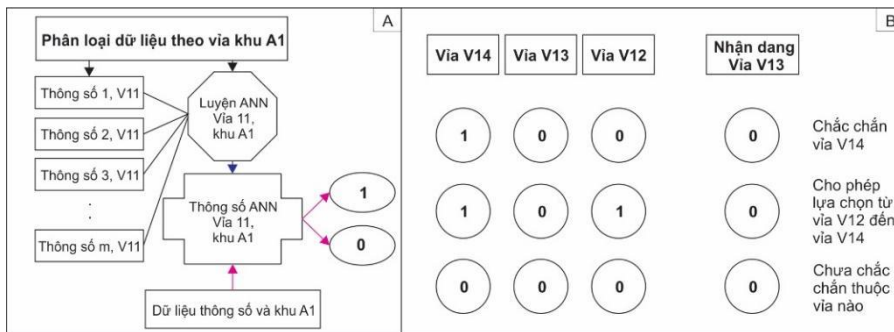 A
Phân loại dữ liệu theo vỉa khu A1
Thông số 1, V11
Thông số 2, V11
Thông số 3, V11
.
.
Thông số m, V11
Luyện ANN
Vỉa 11,
khu A1
Thông số ANN
Vỉa 11,
khu A1
1
0
Dữ liệu thông số và khu A1
B
Vỉa V14 Vỉa V13 Vỉa V12 Nhận dang
Vỉa V13
1 0 0 0 Chắc chắn
vỉa V14
1 0 1 0 Cho phép
lựa chọn từ
vỉa V12 đến
vỉa V14
0 0 0 0 Chưa chắc
chắn thuộc
vỉa nào